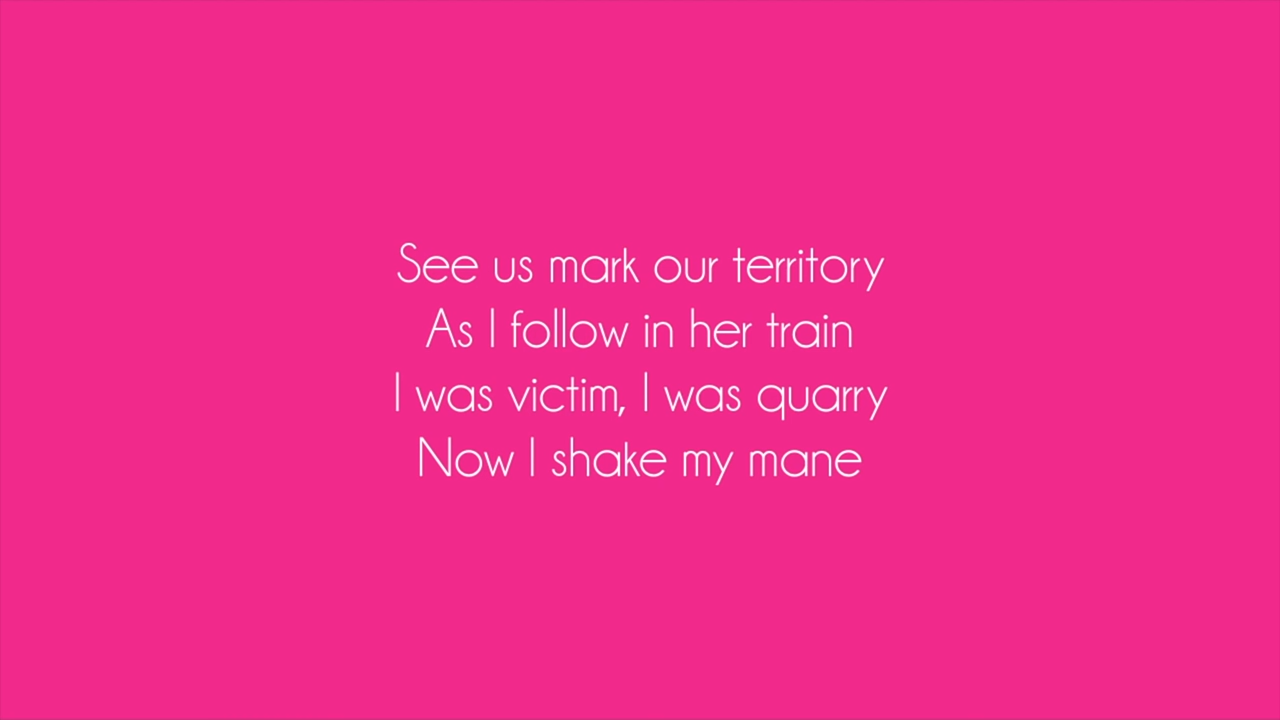 See us mark our territory
As I follow in her train
I was victim, I was quarry
Now I shake my mane